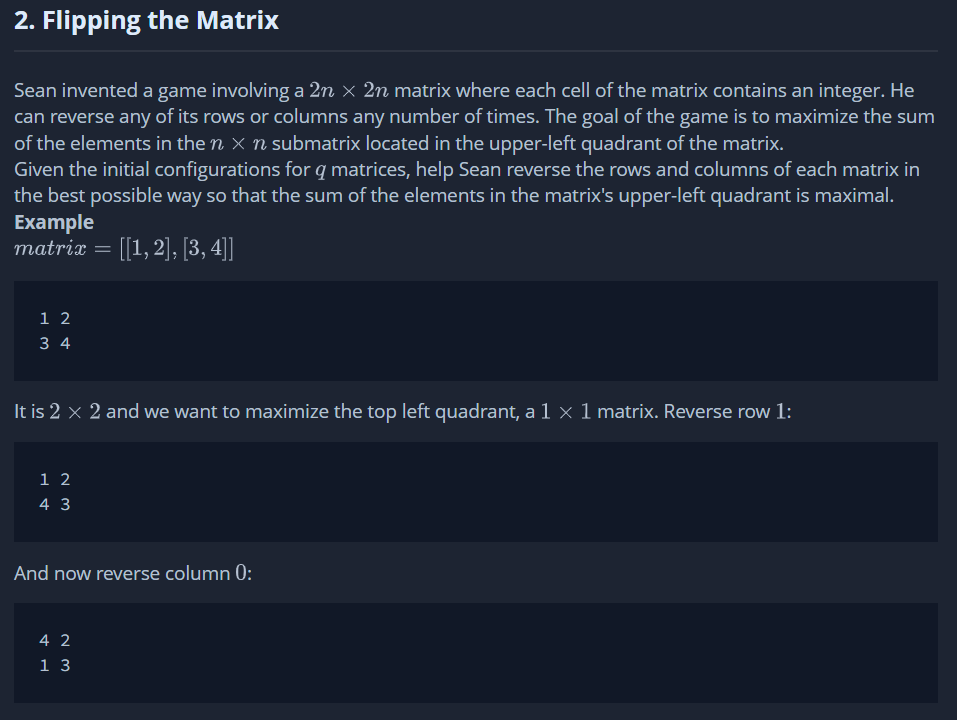 2. Flipping the Matrix
Sean invented a game involving a 2n × 2n matrix where each cell of the matrix contains an integer. He
can reverse any of its rows or columns any number of times. The goal of the game is to maximize the sum
of the elements in the n × n submatrix located in the upper-left quadrant of the matrix.
Given the initial configurations for q matrices, help Sean reverse the rows and columns of each matrix in
the best possible way so that the sum of the elements in the matrix's upper-left quadrant is maximal.
Example
matrix = [[1, 2], [3, 4]]
1 2
3 4
It is 2 × 2 and we want to maximize the top left quadrant, a 1 × 1 matrix. Reverse row 1:
1 2
4 3
And now reverse column 0:
4 2
1 3